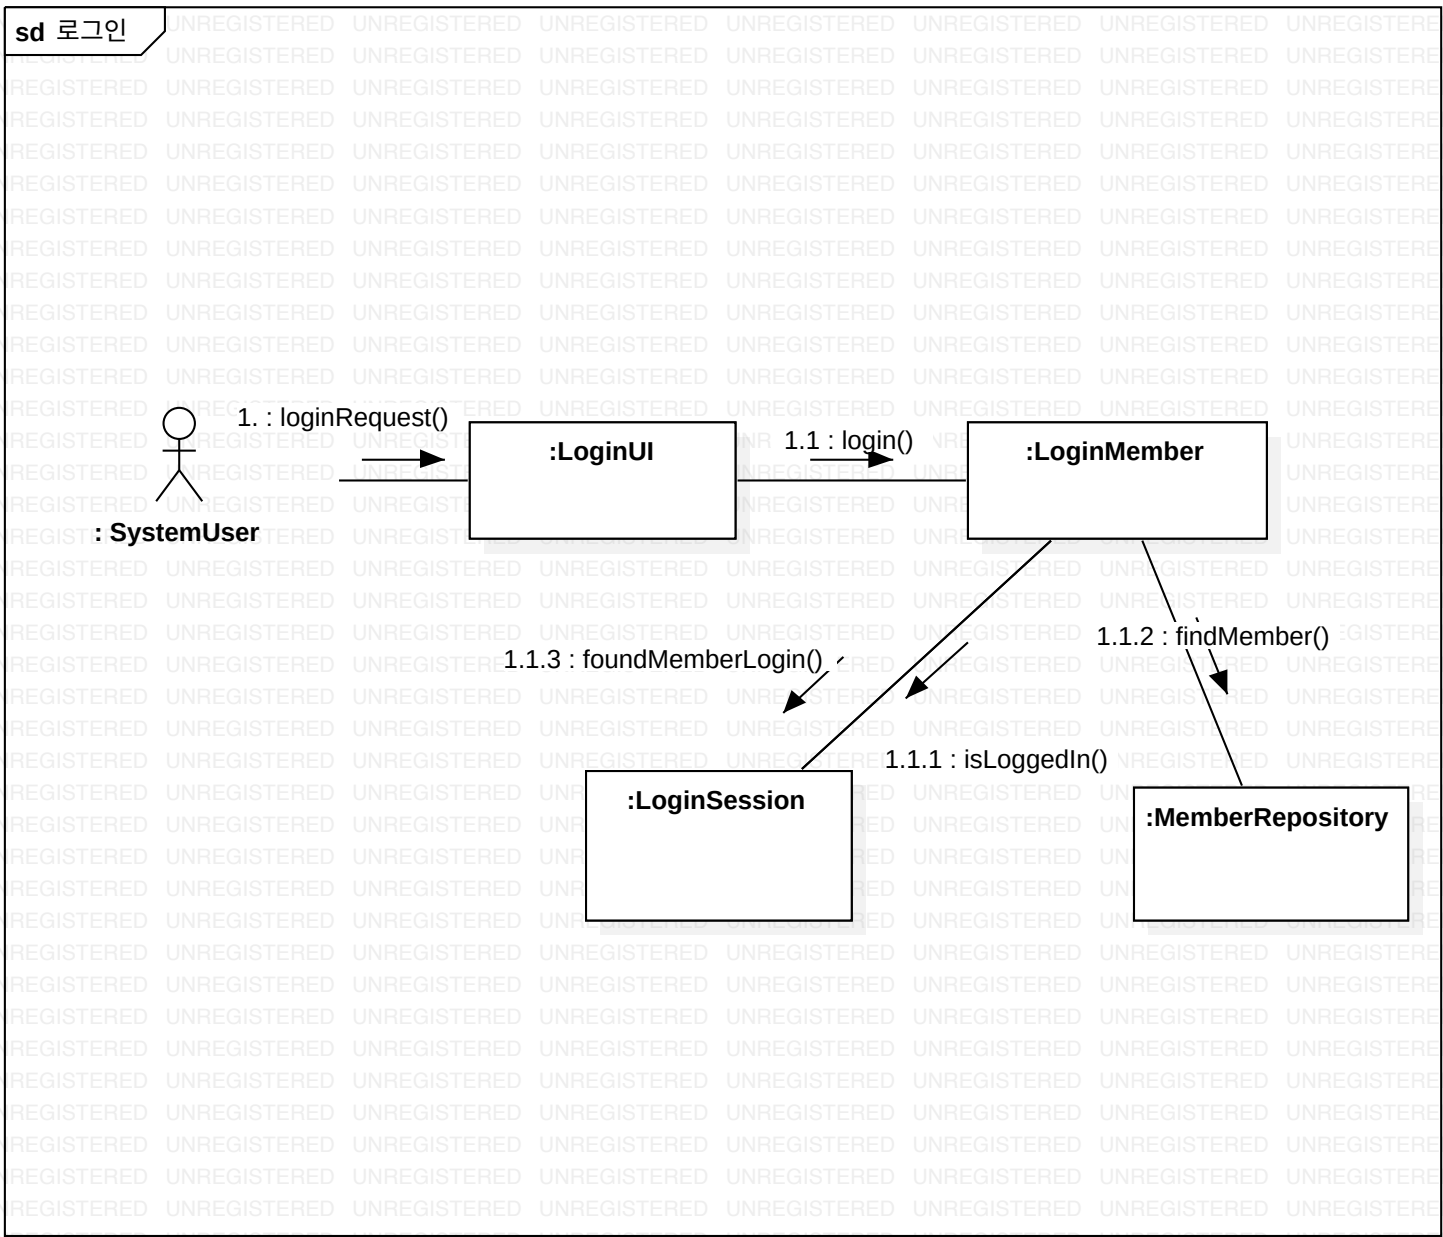 sd 로그인
1. : loginRequest()
:LoginUI
1.1 : login()
:LoginMember
: SystemUser
1.1.3 : foundMemberLogin()
1.1.2 : findMember()
1.1.1 : isLoggedIn()
:LoginSession
:MemberRepository
UNREGISTERED